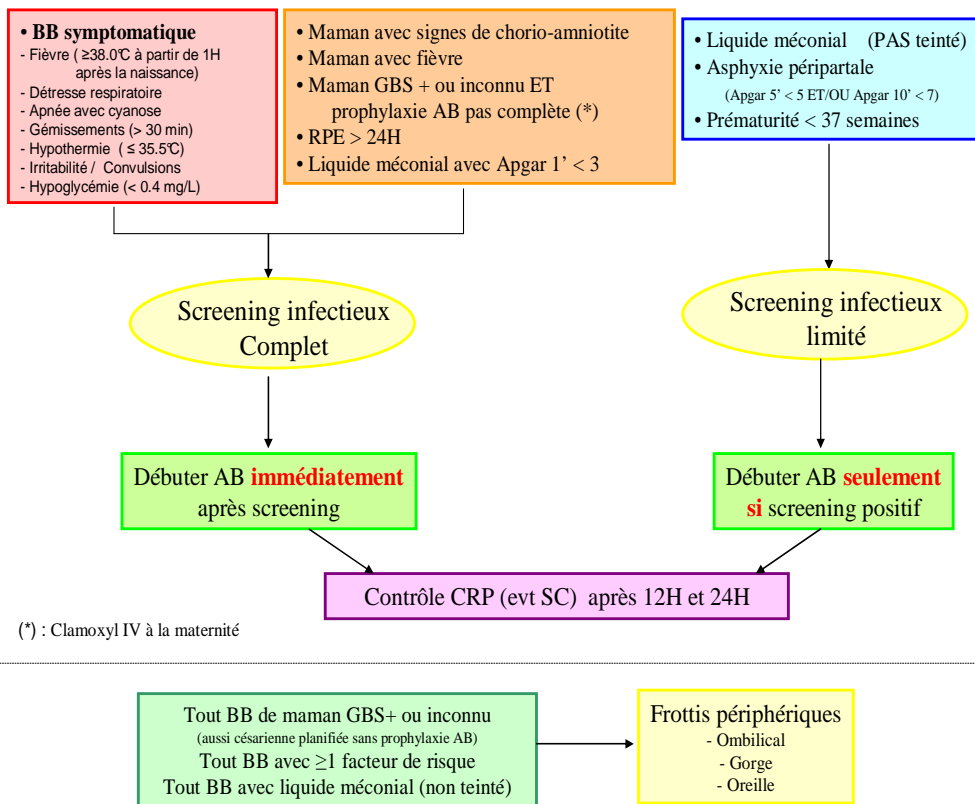 • BB symptomatique
- Fièvre ( ≥38.0°C à partir de 1H
après la naissance)
- Détresse respiratoire
- Apnée avec cyanose
- Gémissements (> 30 min)
- Hypothermie ( ≤ 35.5°C)
- Irritabilité / Convulsions
- Hypoglycémie (< 0.4 mg/L)
• Maman avec signes de chorio-amniotite
• Maman avec fièvre
• Maman GBS + ou inconnu ET
prophylaxie AB pas complète (*)
• RPE > 24H
• Liquide méconial avec Apgar 1' < 3
• Liquide méconial (PAS teinté)
• Asphyxie péripartale
(Apgar 5' < 5 ET/OU Apgar 10' < 7)
• Prématurité < 37 semaines
Screening infectieux
Complet
Screening infectieux
limité
Débuter AB immédiatement
après screening
Débuter AB seulement
si screening positif
Contrôle CRP (evt SC) après 12H et 24H
(*) : Clamoxyl IV à la maternité
Tout BB de maman GBS+ ou inconnu
(aussi césarienne planifiée sans prophylaxie AB)
Tout BB avec ≥1 facteur de risque
Tout BB avec liquide méconial (non teinté)
Frottis périphériques
- Ombilical
- Gorge
- Oreille